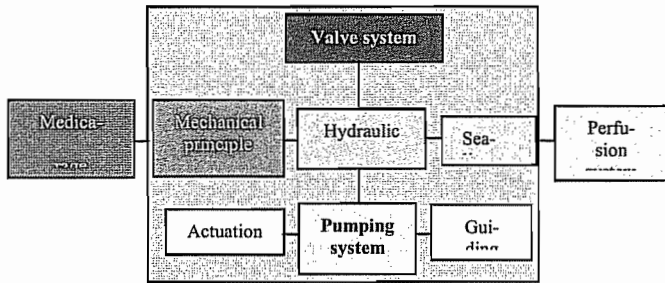 Valve system
Medica-
Mechanical
principle
Hydraulic
Sea-
Perfu-
sion
Actuation
Pumping
system
Gui-